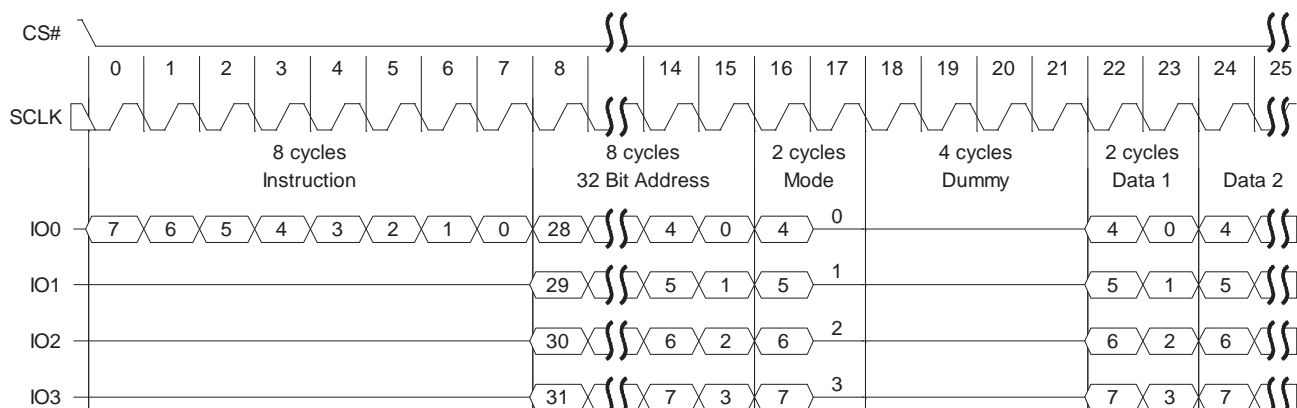 CS#
0 1 2 3 4 5 6 7 8 14 15 16 17 18 19 20 21 22 23 24 25
SCLK
8 cycles 8 cycles 2 cycles 4 cycles 2 cycles
Instruction 32 Bit Address Mode Dummy Data 1 Data 2
IO0 7 6 5 4 3 2 1 0 28 4 0 4 0 4 0 4
IO1 29 5 1 5 1 5 1 5
IO2 30 6 2 6 2 6 2 6
IO3 31 7 3 7 3 7 3 7